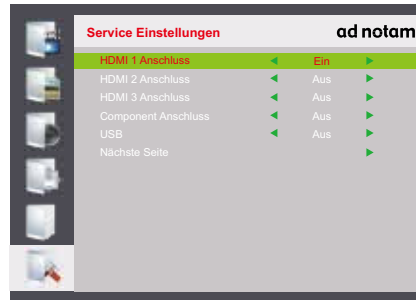 Service Einstellungen
ad notam
HDMI 1 Anschluss Ein
HDMI 2 Anschluss Aus
HDMI 3 Anschluss Aus
Component Anschluss Aus
USB Aus
Nächste Seite